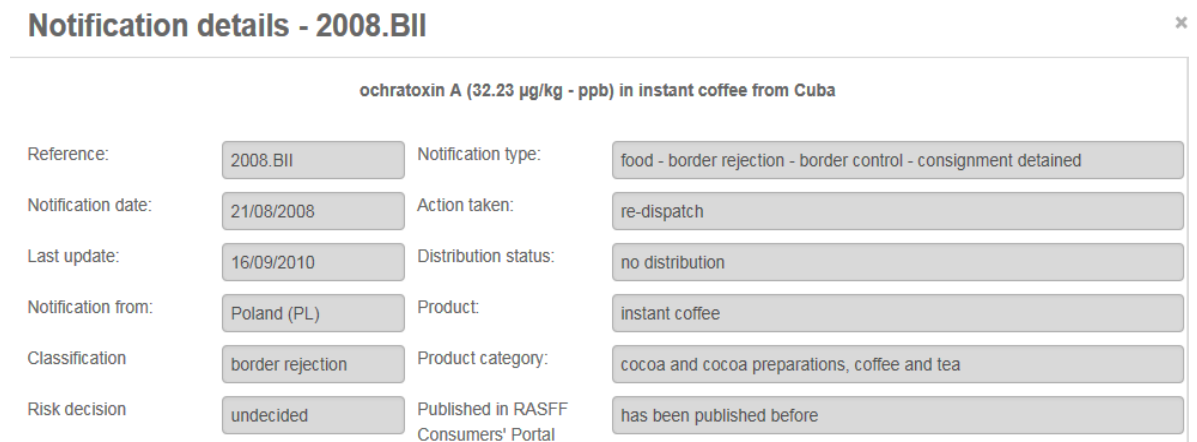 Notification details - 2008.BII
×
ochratoxin A (32.23 µg/kg - ppb) in instant coffee from Cuba
Reference: 2008.BII Notification type: food - border rejection - border control - consignment detained
Notification date: 21/08/2008 Action taken: re-dispatch
Last update: 16/09/2010 Distribution status: no distribution
Notification from: Poland (PL) Product: instant coffee
Classification border rejection Product category: cocoa and cocoa preparations, coffee and tea
Risk decision undecided Published in RASFF has been published before
Consumers' Portal